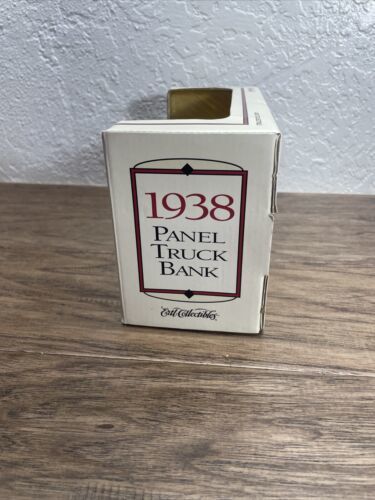 1938
PANEL
TRUCK
BANK
Ertl Collectibles